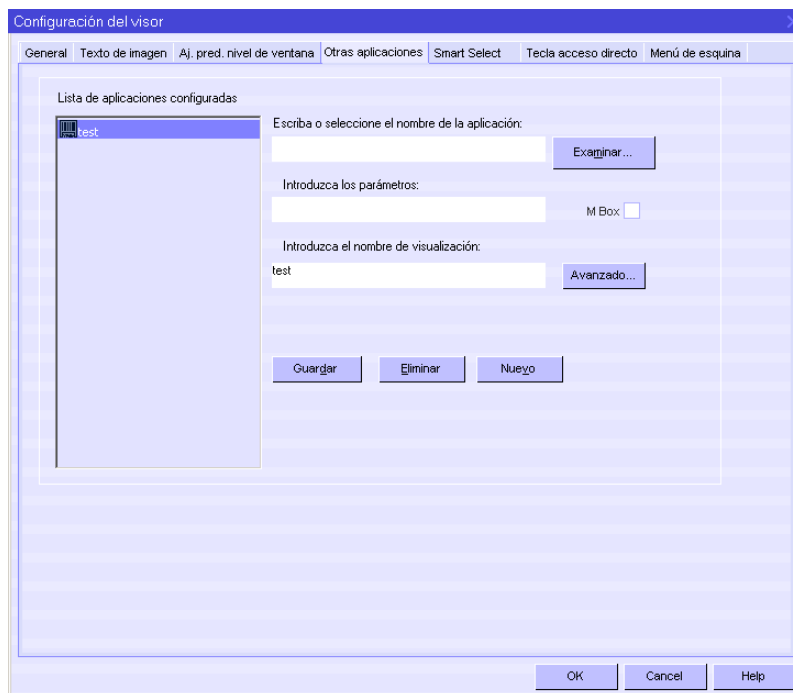 Configuración del visor
General Texto de imagen Aj. pred. nivel de ventana Otras aplicaciones Smart Select Tecla acceso directo Menú de esquina
Lista de aplicaciones configuradas
test
Escriba o seleccione el nombre de la aplicación:
Examinar...
Introduzca los parámetros:
M Box
Introduzca el nombre de visualización:
test
Avanzado...
Guardar Eliminar Nuevo
OK Cancel Help